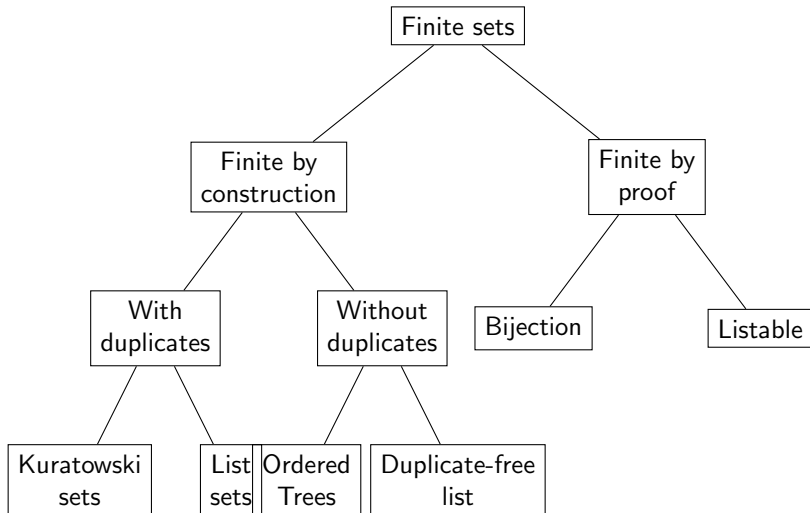 Finite sets
Finite by
construction
Finite by
proof
With
duplicates
Without
duplicates
Bijection
Listable
Kuratowski
sets
List
sets
Ordered
Trees
Duplicate-free
list